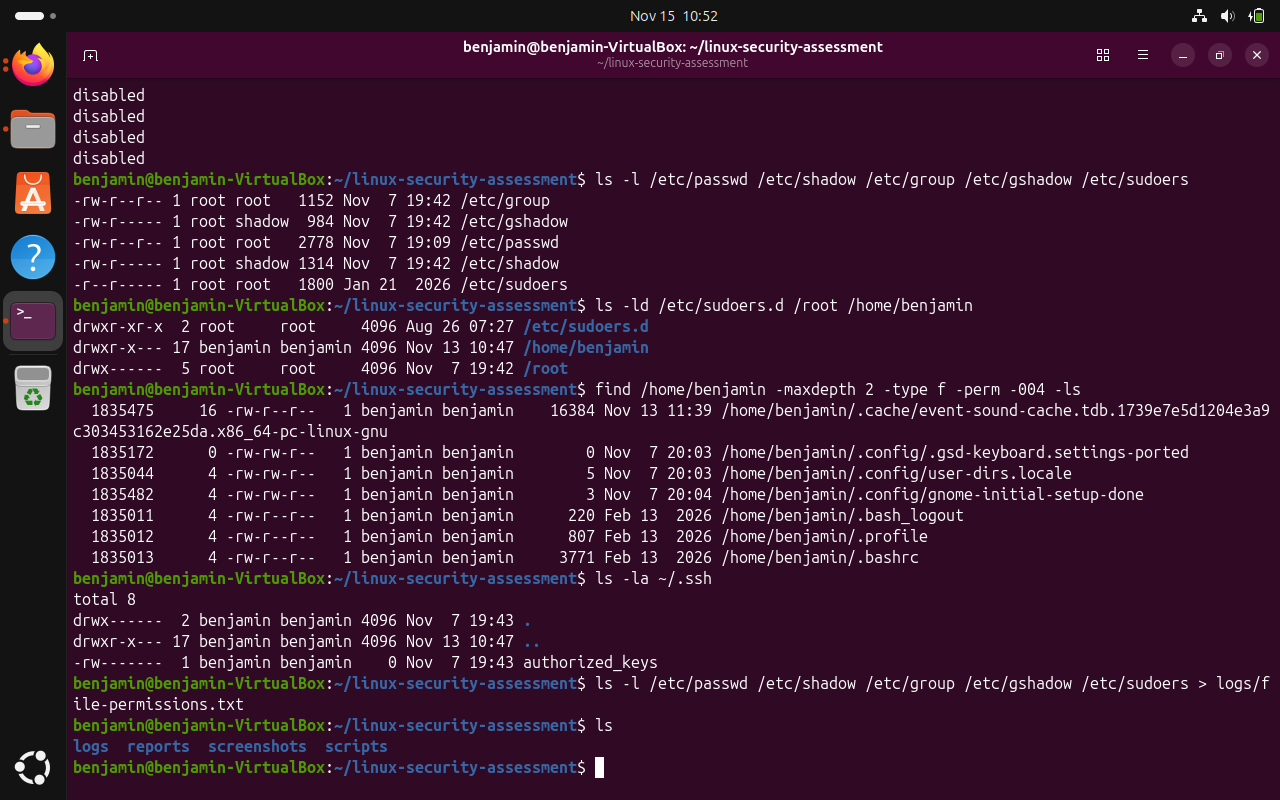 Nov 15 10:52
benjamin@benjamin-VirtualBox: ~/linux-security-assessment
~/linux-security-assessment
disabled
disabled
disabled
disabled
benjamin@benjamin-VirtualBox:~/linux-security-assessment$ ls -l /etc/passwd /etc/shadow /etc/group /etc/gshadow /etc/sudoers
-rw-r--r-- 1 root root   1152 Nov  7 19:42 /etc/group
-rw-r----- 1 root shadow  984 Nov  7 19:42 /etc/gshadow
-rw-r--r-- 1 root root   2778 Nov  7 19:09 /etc/passwd
-rw-r----- 1 root shadow 1314 Nov  7 19:42 /etc/shadow
-r--r----- 1 root root   1800 Jan 21  2026 /etc/sudoers
benjamin@benjamin-VirtualBox:~/linux-security-assessment$ ls -ld /etc/sudoers.d /root /home/benjamin
drwxr-xr-x  2 root     root     4096 Aug 26 07:27 /etc/sudoers.d
drwxr-x--- 17 benjamin benjamin 4096 Nov 13 10:47 /home/benjamin
drwx------  5 root     root     4096 Nov  7 19:42 /root
benjamin@benjamin-VirtualBox:~/linux-security-assessment$ find /home/benjamin -maxdepth 2 -type f -perm -004 -ls
  1835475     16 -rw-r--r--   1 benjamin benjamin    16384 Nov 13 11:39 /home/benjamin/.cache/event-sound-cache.tdb.1739e7e5d1204e3a9
c303453162e25da.x86_64-pc-linux-gnu
  1835172      0 -rw-rw-r--   1 benjamin benjamin        0 Nov  7 20:03 /home/benjamin/.config/.gsd-keyboard.settings-ported
  1835044      4 -rw-rw-r--   1 benjamin benjamin        5 Nov  7 20:03 /home/benjamin/.config/user-dirs.locale
  1835482      4 -rw-rw-r--   1 benjamin benjamin        3 Nov  7 20:04 /home/benjamin/.config/gnome-initial-setup-done
  1835011      4 -rw-r--r--   1 benjamin benjamin      220 Feb 13  2026 /home/benjamin/.bash_logout
  1835012      4 -rw-r--r--   1 benjamin benjamin      807 Feb 13  2026 /home/benjamin/.profile
  1835013      4 -rw-r--r--   1 benjamin benjamin     3771 Feb 13  2026 /home/benjamin/.bashrc
benjamin@benjamin-VirtualBox:~/linux-security-assessment$ ls -la ~/.ssh
total 8
drwx------  2 benjamin benjamin 4096 Nov  7 19:43 .
drwxr-x--- 17 benjamin benjamin 4096 Nov 13 10:47 ..
-rw-------  1 benjamin benjamin    0 Nov  7 19:43 authorized_keys
benjamin@benjamin-VirtualBox:~/linux-security-assessment$ ls -l /etc/passwd /etc/shadow /etc/group /etc/gshadow /etc/sudoers > logs/f
ile-permissions.txt
benjamin@benjamin-VirtualBox:~/linux-security-assessment$ ls
logs  reports  screenshots  scripts
benjamin@benjamin-VirtualBox:~/linux-security-assessment$